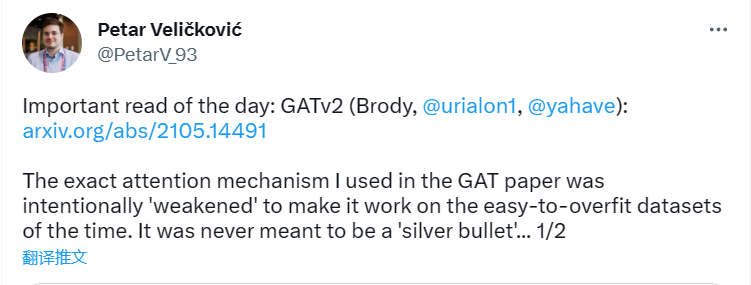 Petar Veličković
@PetarV_93
Important read of the day: GATv2 (Brody, @urialon1, @yahave):
arxiv.org/abs/2105.14491
The exact attention mechanism I used in the GAT paper was
intentionally 'weakened' to make it work on the easy-to-overfit datasets
of the time. It was never meant to be a 'silver bullet'... 1/2
翻译推文